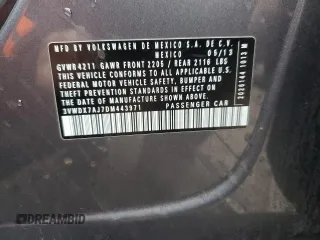 MFD BY VOLKSWAGEN DE MEXICO S.A. DE C.V.
IN MEXICO 05/13
GVWR 4211 GAWR FRONT 2206 / REAR 2116 LBS
THIS VEHICLE CONFORMS TO ALL APPLICABLE U.S.
FEDERAL MOTOR VEHICLE SAFETY, BUMPER AND
THEFT PREVENTION STANDARDS IN EFFECT ON THE
DATE OF MANUFACTURE SHOWN ABOVE
3VWDX7AJ7DM443971 PASSENGER CAR
DREAMBID